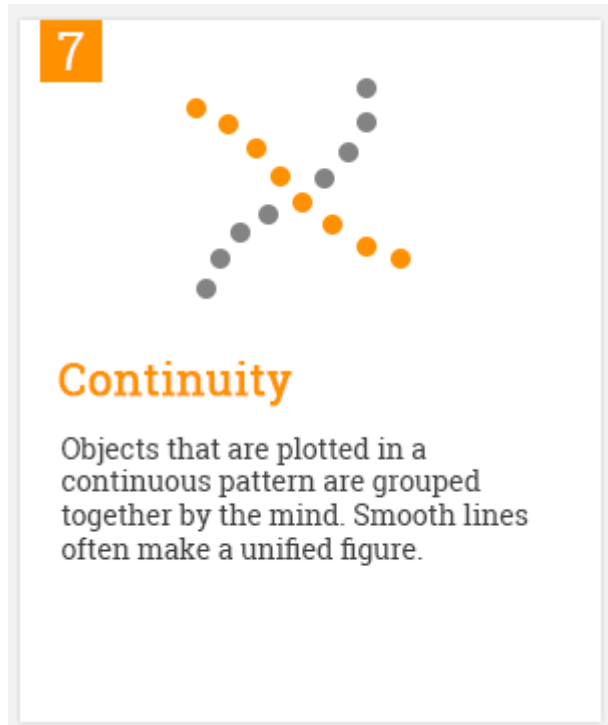 7
Continuity
Objects that are plotted in a
continuous pattern are grouped
together by the mind. Smooth lines
often make a unified figure.